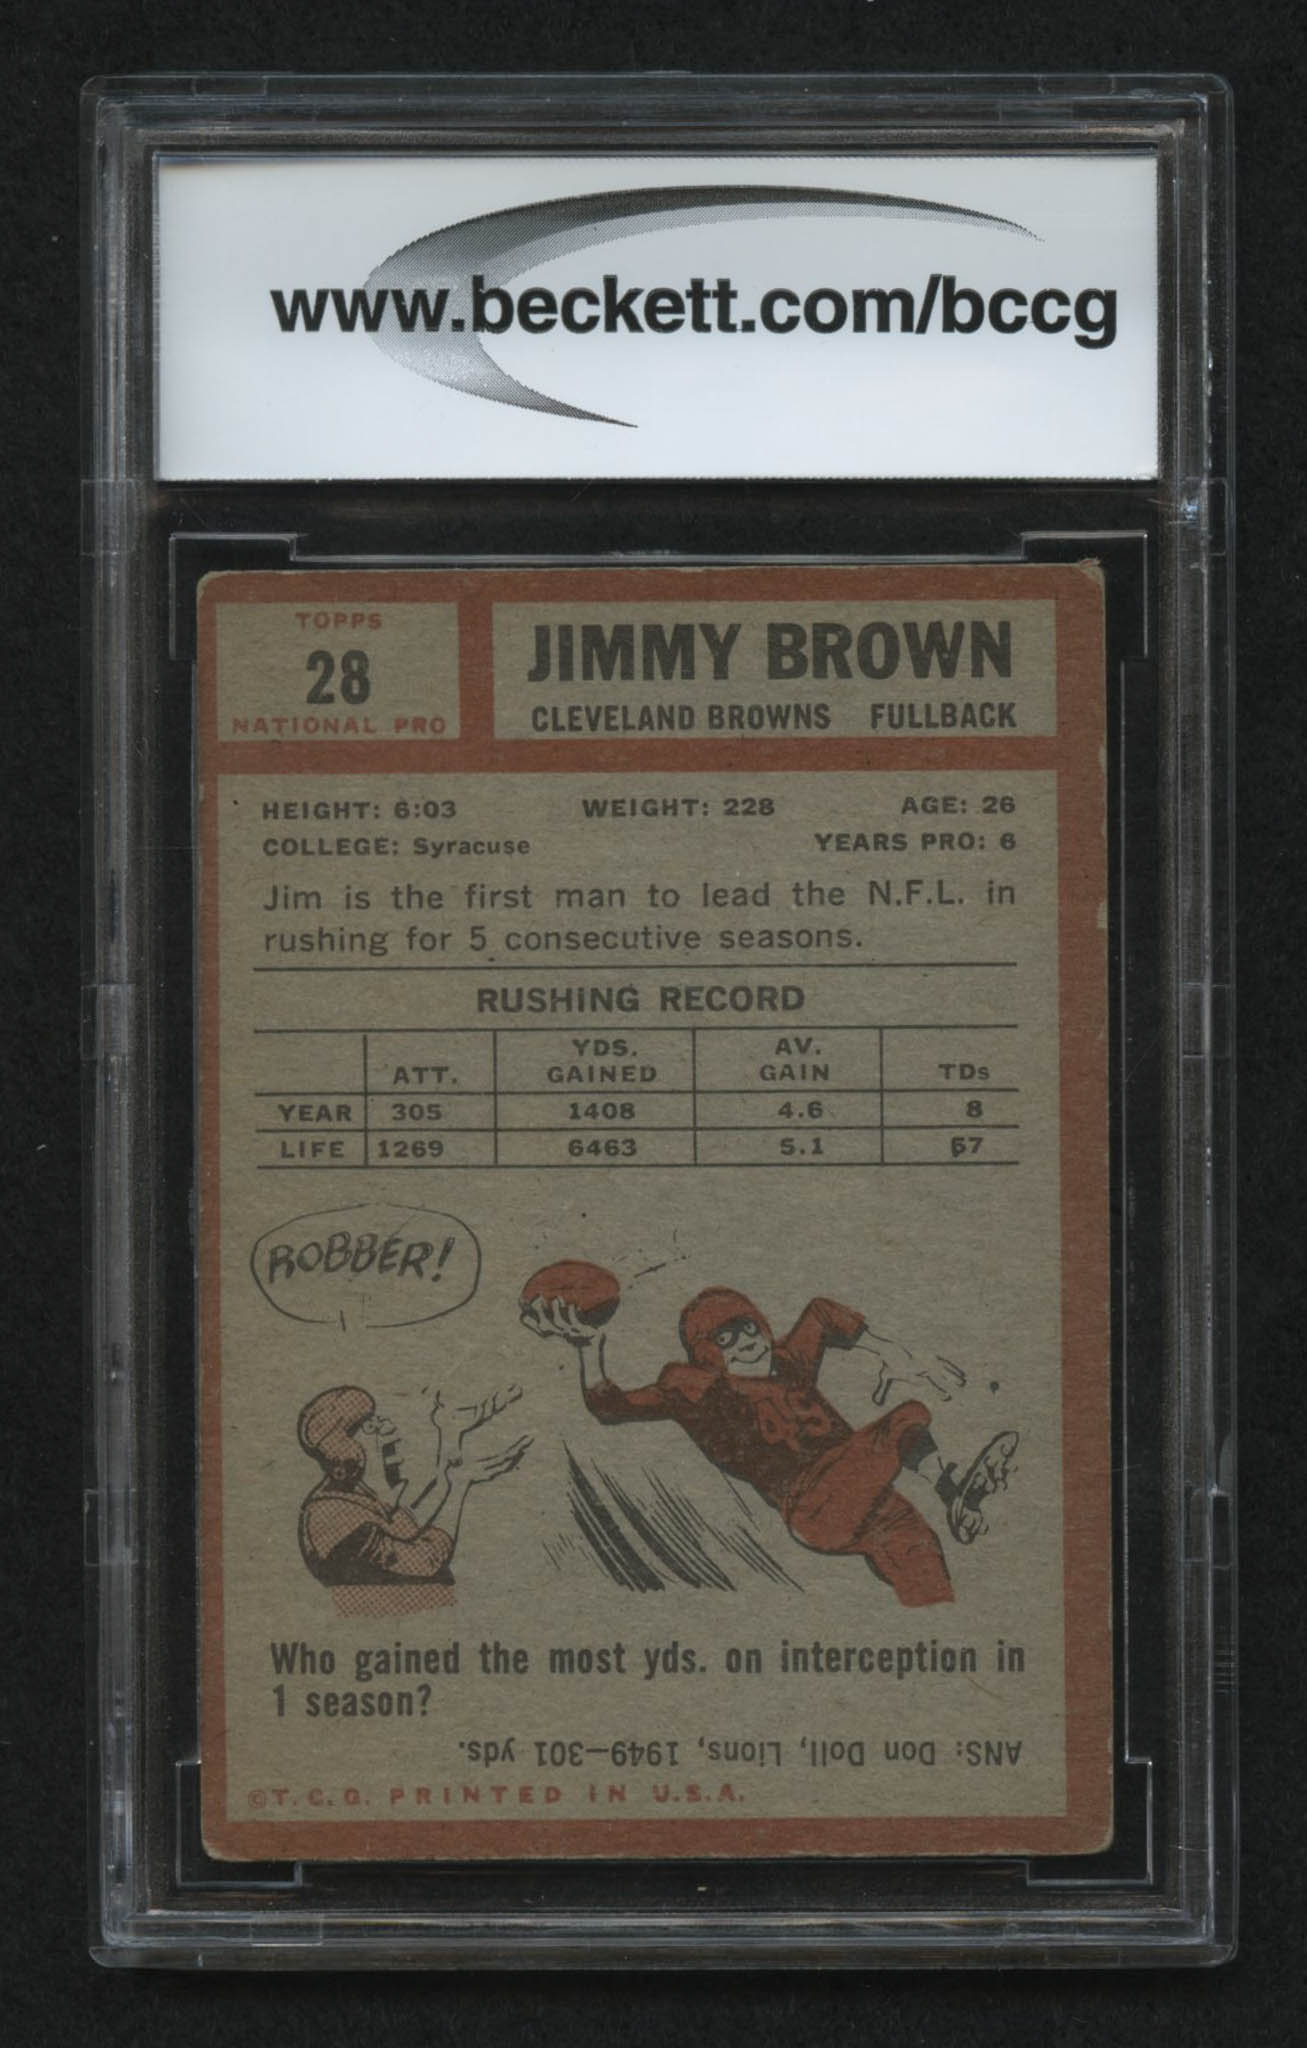 www.beckett.com/bccg
TOPPS
28
NATIONAL PRO
JIMMY BROWN
CLEVELAND BROWNS FULLBACK
HEIGHT: 6:03 WEIGHT: 228 AGE: 26
COLLEGE: Syracuse YEARS PRO: 6
Jim is the first man to lead the N.F.L. in
rushing for 5 consecutive seasons.
RUSHING RECORD
ATT. YDS. GAINED AV. GAIN TDs
YEAR 305 1408 4.6 8
LIFE 1269 6463 5.1 57
ROBBER!
45
Who gained the most yds. on interception in
1 season?
ANS: Don Doll, Lions, 1949—301 yds.
©T.C.G. PRINTED IN U.S.A.